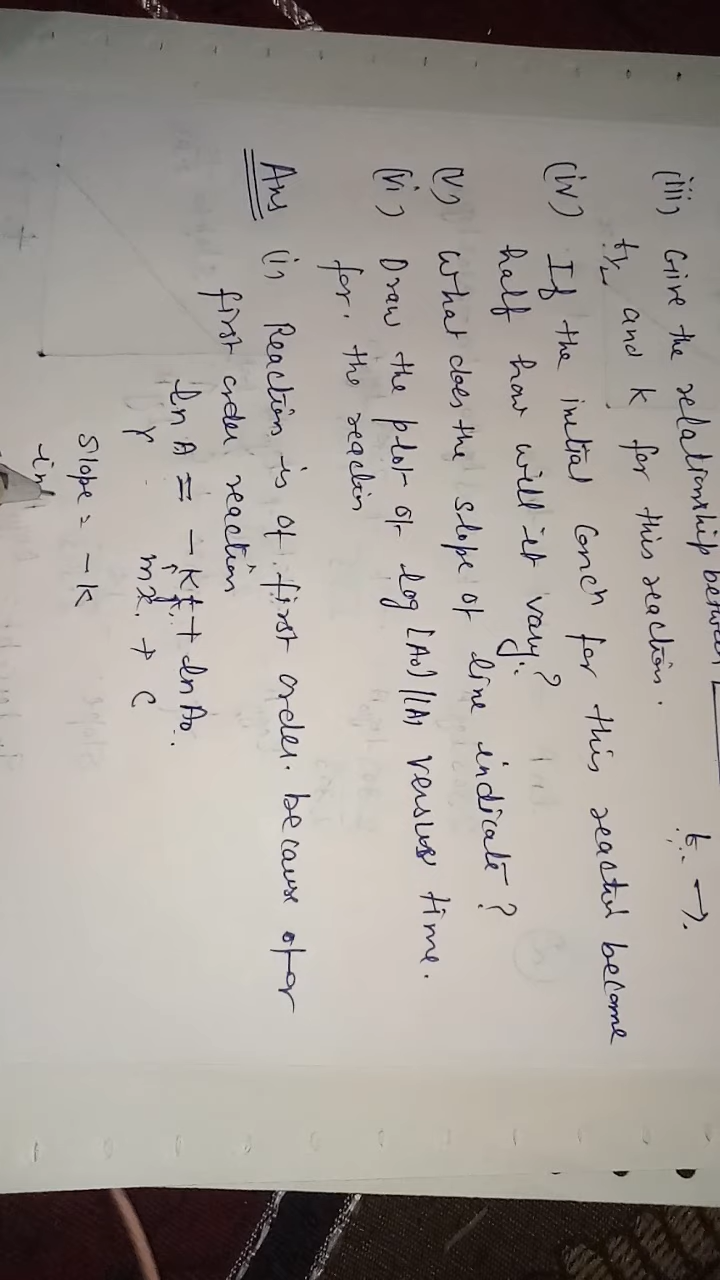 t →.
(iii) Give the relationship between
t½ and k for this reaction.
(iv) If the initial concn for this reacted become
half how will it vary?
(v) What does the slope of line indicate?
(vi) Draw the plot of log [A0)/[A) versus time.
for. the reaction
Ans (i) Reaction is of first order. because
first order reaction
ln A = -kt + ln A0.
Y mx + C
Slope = -k
in